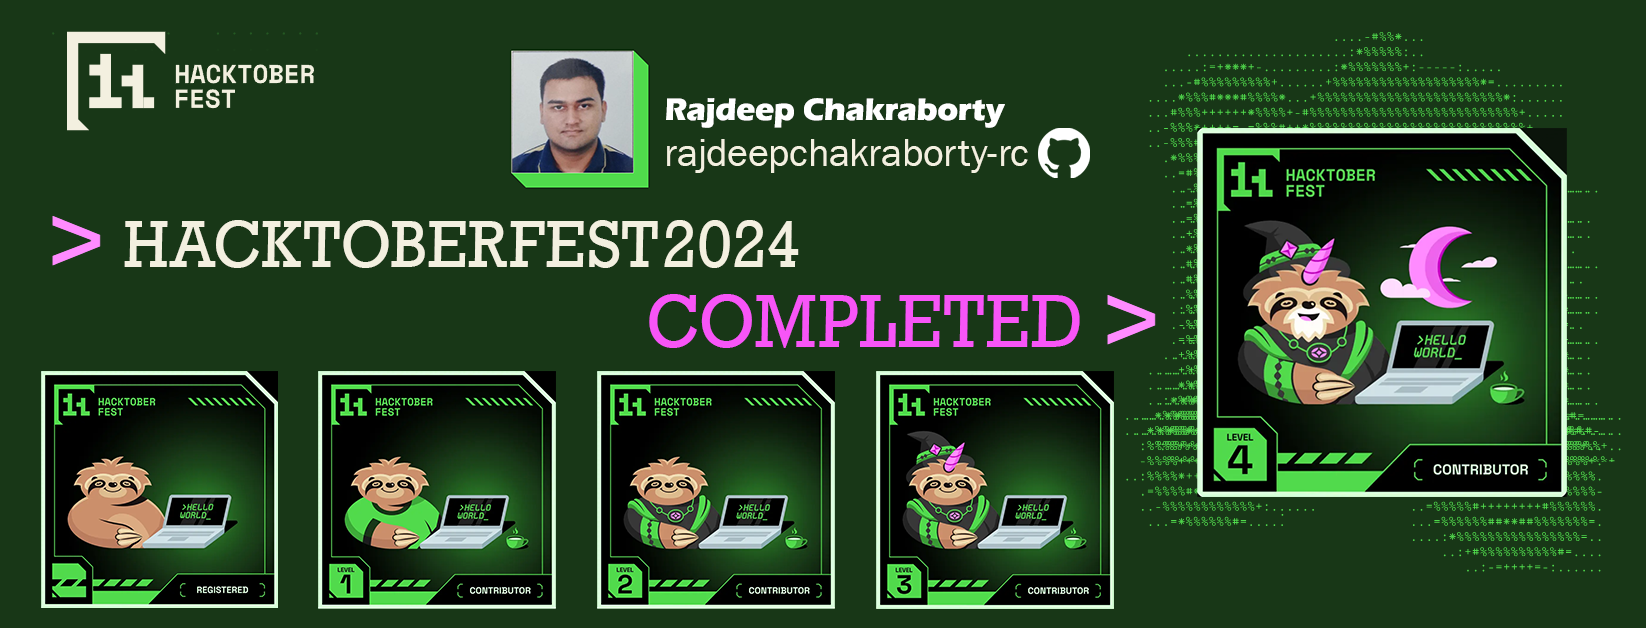 HACKTOBER
FEST
Rajdeep Chakraborty
rajdeepchakraborty-rc
> HACKTOBERFEST2024
COMPLETED >
HACKTOBER
FEST
>HELLO
WORLD_
REGISTERED
HACKTOBER
FEST
>HELLO
WORLD_
LEVEL
1
CONTRIBUTOR
HACKTOBER
FEST
>HELLO
WORLD_
LEVEL
2
CONTRIBUTOR
HACKTOBER
FEST
>HELLO
WORLD_
LEVEL
3
CONTRIBUTOR
HACKTOBER
FEST
>HELLO
WORLD_
LEVEL
4
CONTRIBUTOR